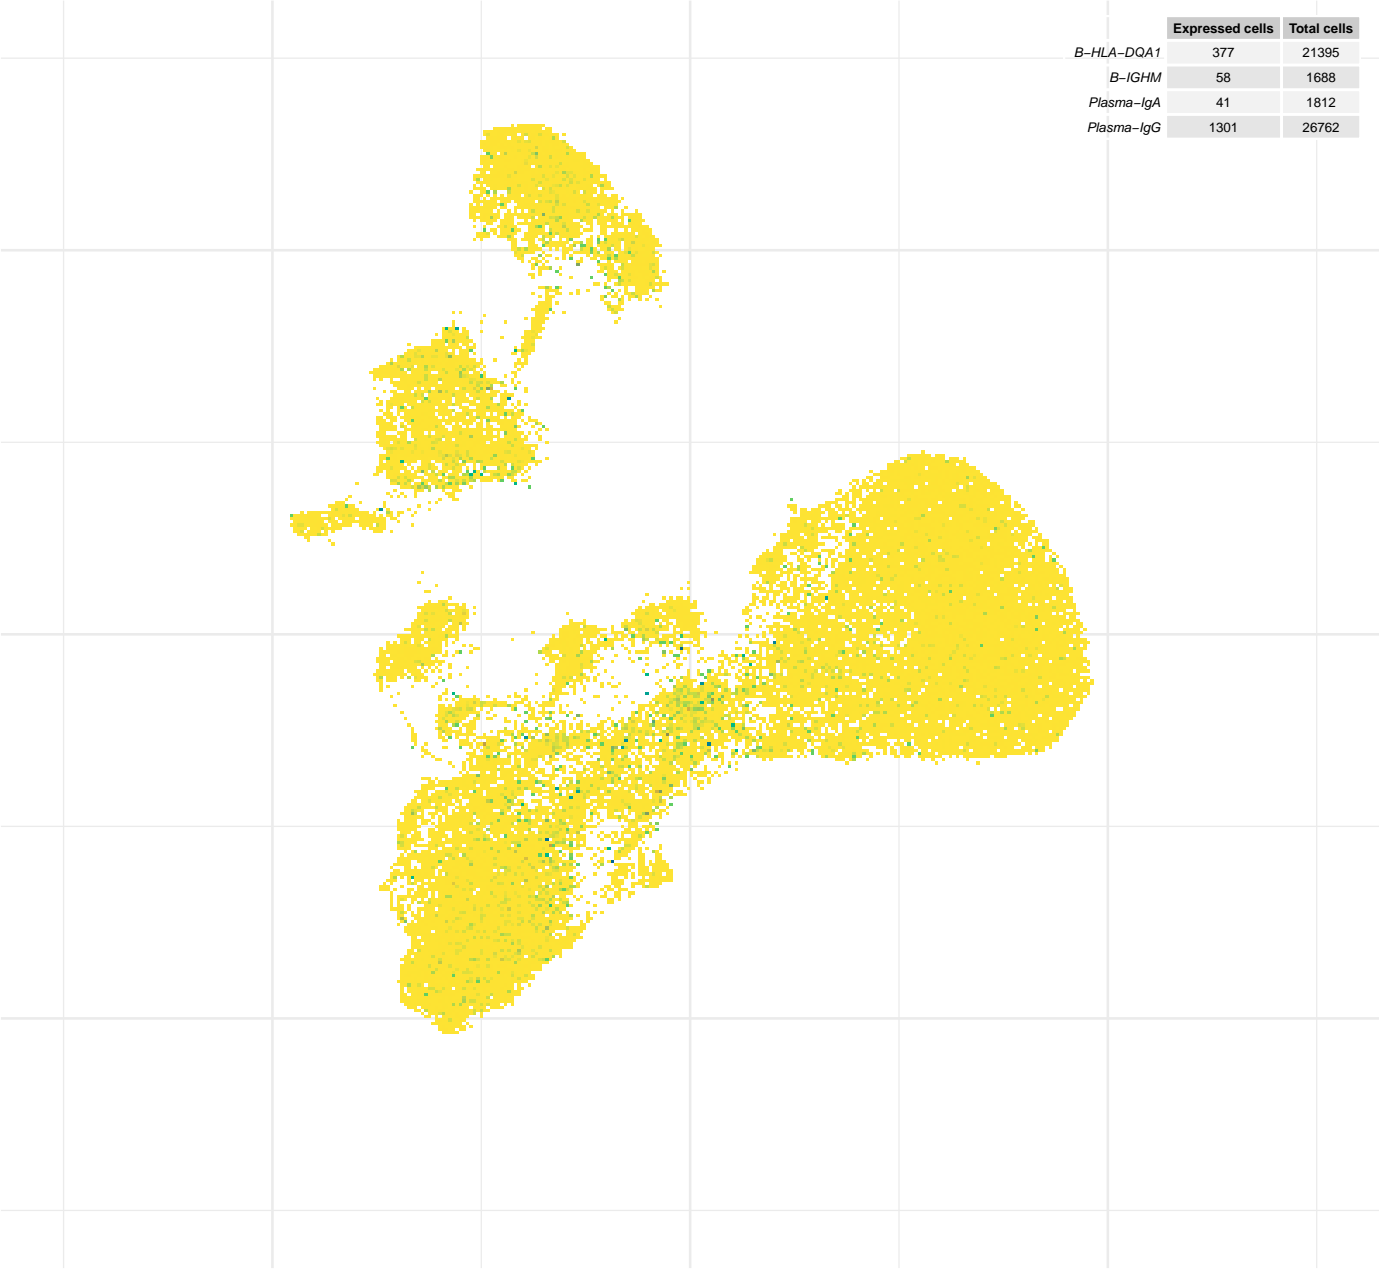 Expressed cells Total cells
B−HLA−DQA1 377 21395
B−IGHM 58 1688
Plasma−IgA 41 1812
Plasma−IgG 1301 26762